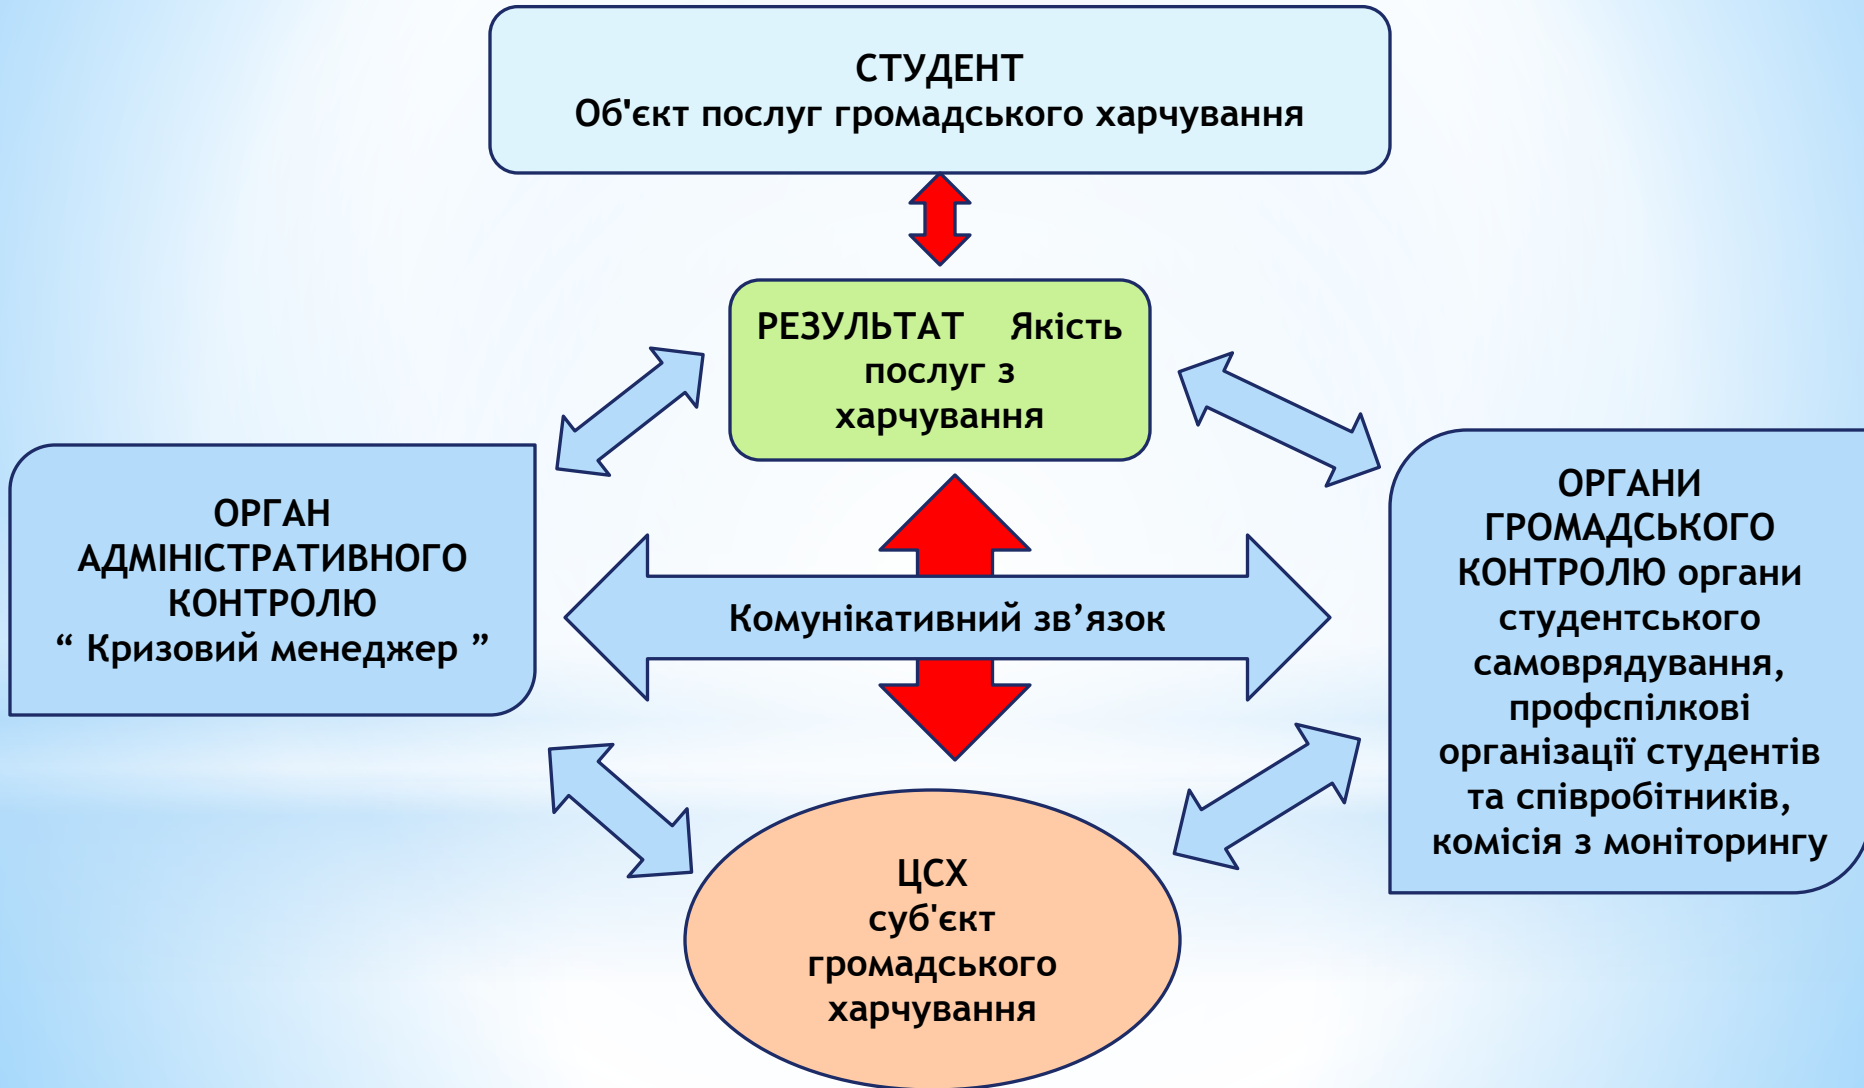 СТУДЕНТ
Об'єкт послуг громадського харчування
РЕЗУЛЬТАТ Якість
послуг з
харчування
ОРГАН
АДМІНІСТРАТИВНОГО
КОНТРОЛЮ
“ Кризовий менеджер ”
Комунікативний зв’язок
ОРГАНИ
ГРОМАДСЬКОГО
КОНТРОЛЮ органи
студентського
самоврядування,
профспілкові
організації студентів
та співробітників,
комісія з моніторингу
ЦСХ
суб'єкт
громадського
харчування